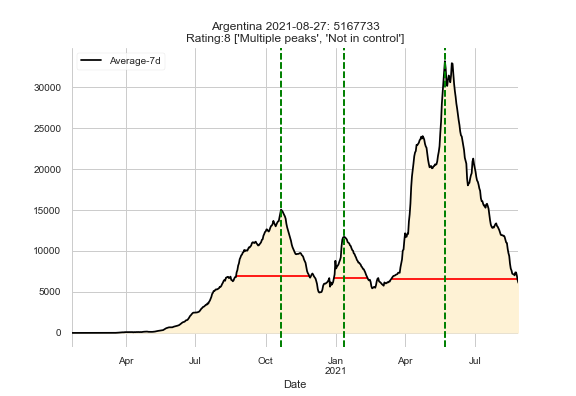 Argentina 2021-08-27: 5167733
Rating:8 ['Multiple peaks', 'Not in control']
Average-7d
30000
25000
20000
15000
10000
5000
0
Apr Jul Oct Jan Apr Jul
2021
Date